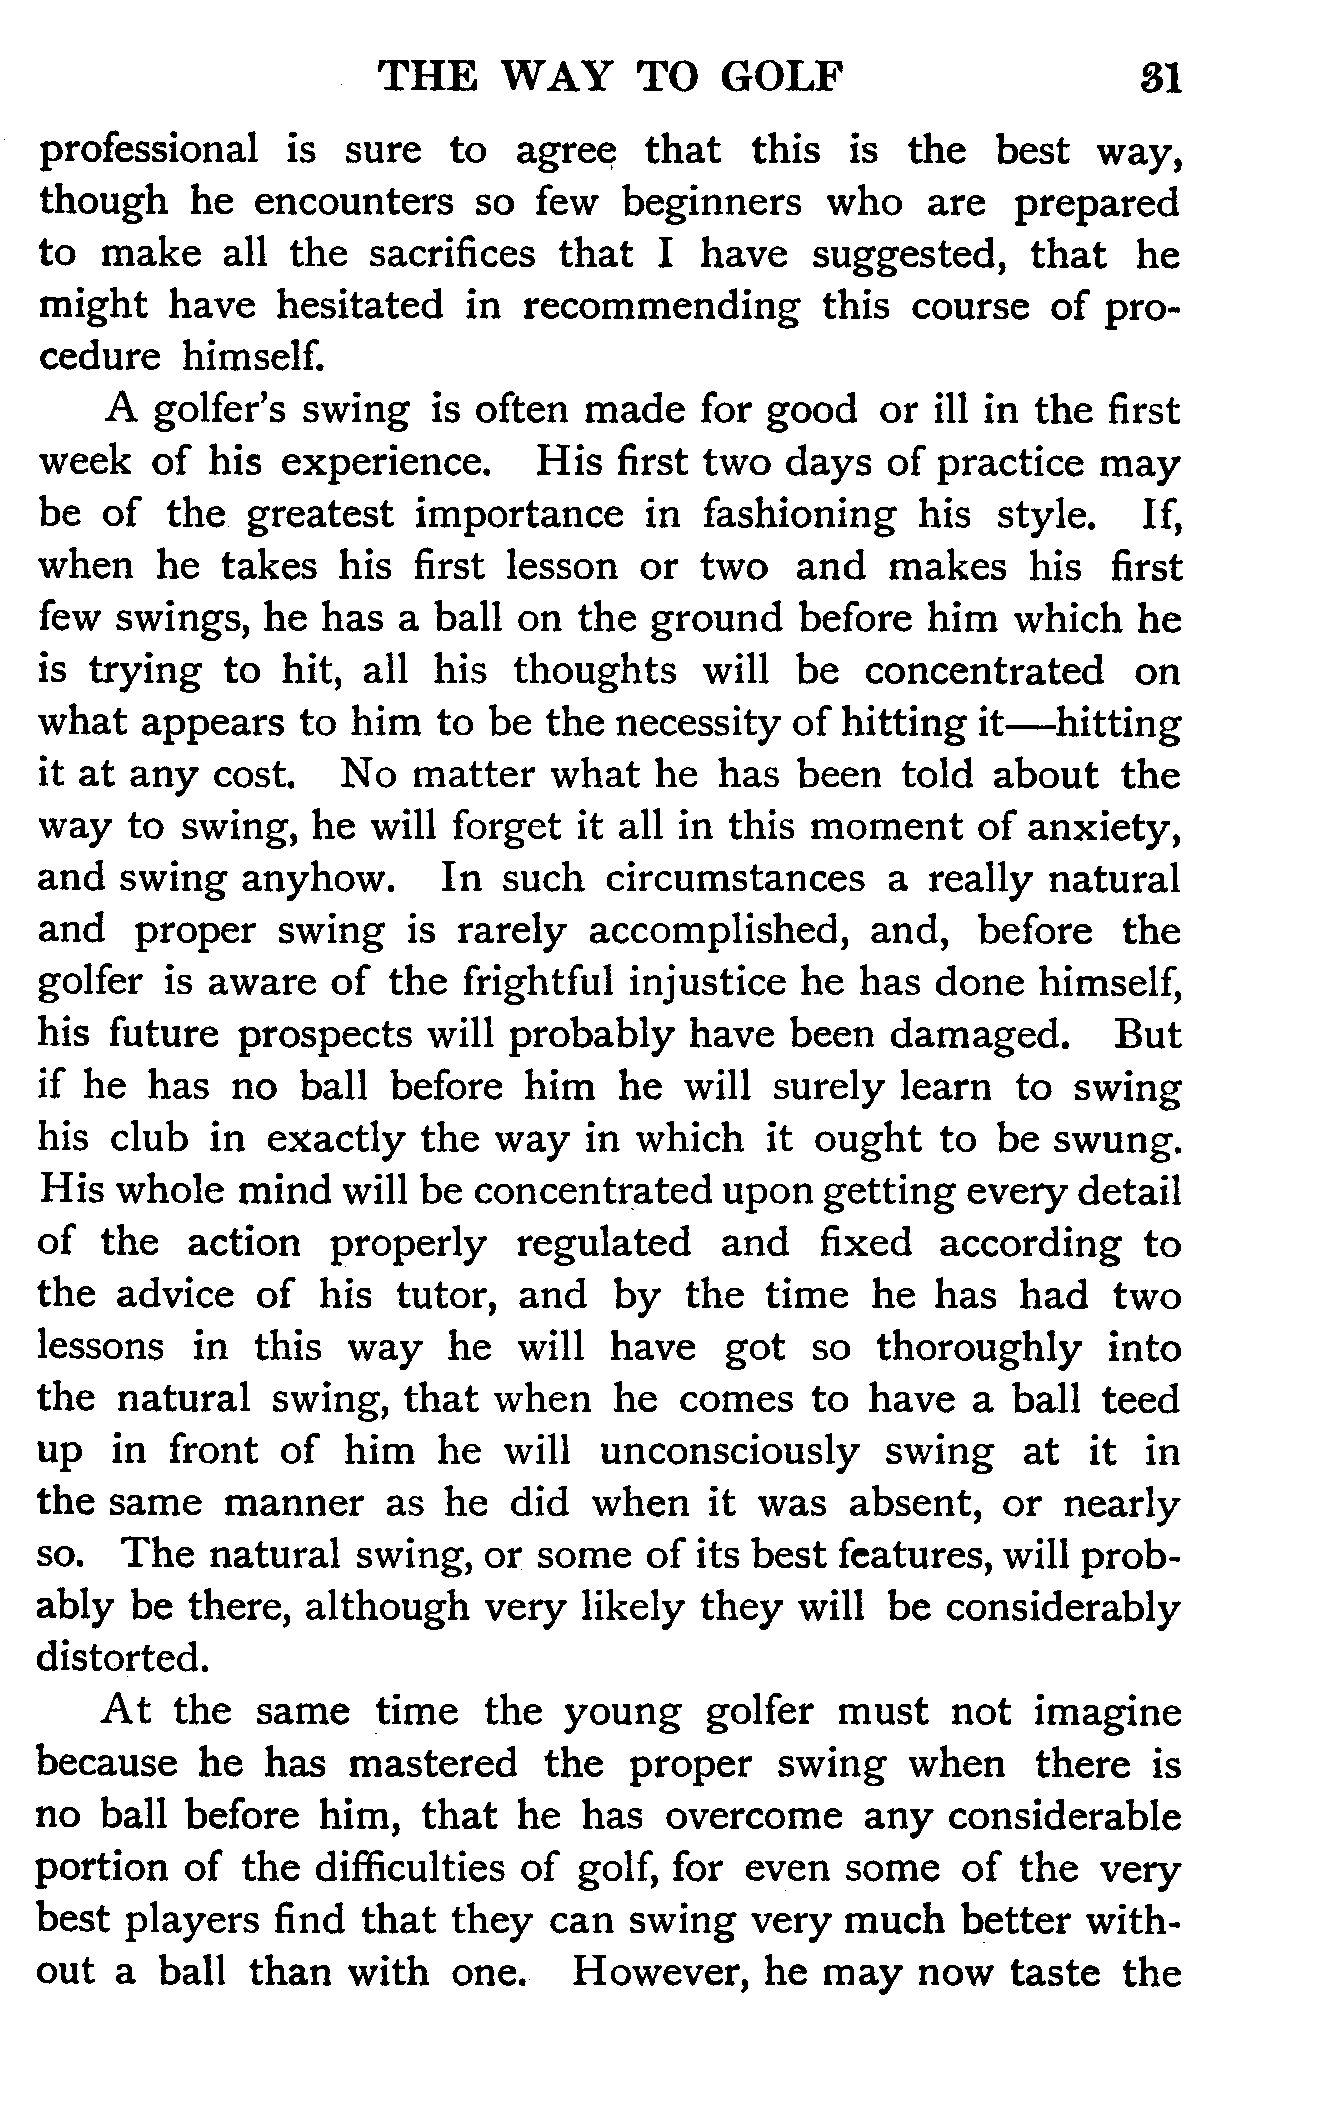 THE WAY TO GOLF 31
professional is sure to agree that this is the best way,
though he encounters so few beginners who are prepared
to make all the sacrifices that I have suggested, that he
might have hesitated in recommending this course of pro-
cedure himself.
A golfer's swing is often made for good or ill in the first
week of his experience. His first two days of practice may
be of the greatest importance in fashioning his style. If,
when he takes his first lesson or two and makes his first
few swings, he has a ball on the ground before him which he
is trying to hit, all his thoughts will be concentrated on
what appears to him to be the necessity of hitting it—hitting
it at any cost. No matter what he has been told about the
way to swing, he will forget it all in this moment of anxiety,
and swing anyhow. In such circumstances a really natural
and proper swing is rarely accomplished, and, before the
golfer is aware of the frightful injustice he has done himself,
his future prospects will probably have been damaged. But
if he has no ball before him he will surely learn to swing
his club in exactly the way in which it ought to be swung.
His whole mind will be concentrated upon getting every detail
of the action properly regulated and fixed according to
the advice of his tutor, and by the time he has had two
lessons in this way he will have got so thoroughly into
the natural swing, that when he comes to have a ball teed
up in front of him he will unconsciously swing at it in
the same manner as he did when it was absent, or nearly
so. The natural swing, or some of its best features, will prob-
ably be there, although very likely they will be considerably
distorted.
At the same time the young golfer must not imagine
because he has mastered the proper swing when there is
no ball before him, that he has overcome any considerable
portion of the difficulties of golf, for even some of the very
best players find that they can swing very much better with-
out a ball than with one. However, he may now taste the